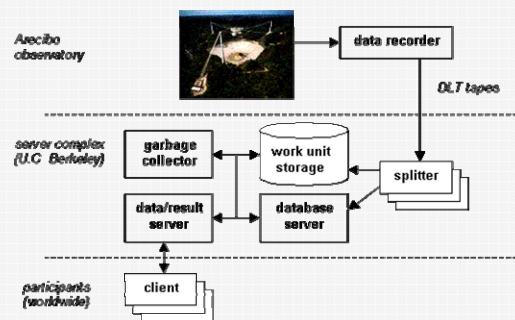 Arecibo
observatory
data recorder
DLT tapes
server complex
(U.C. Berkeley)
garbage
collector
work unit
storage
splitter
data/result
server
database
server
participants
(worldwide)
client